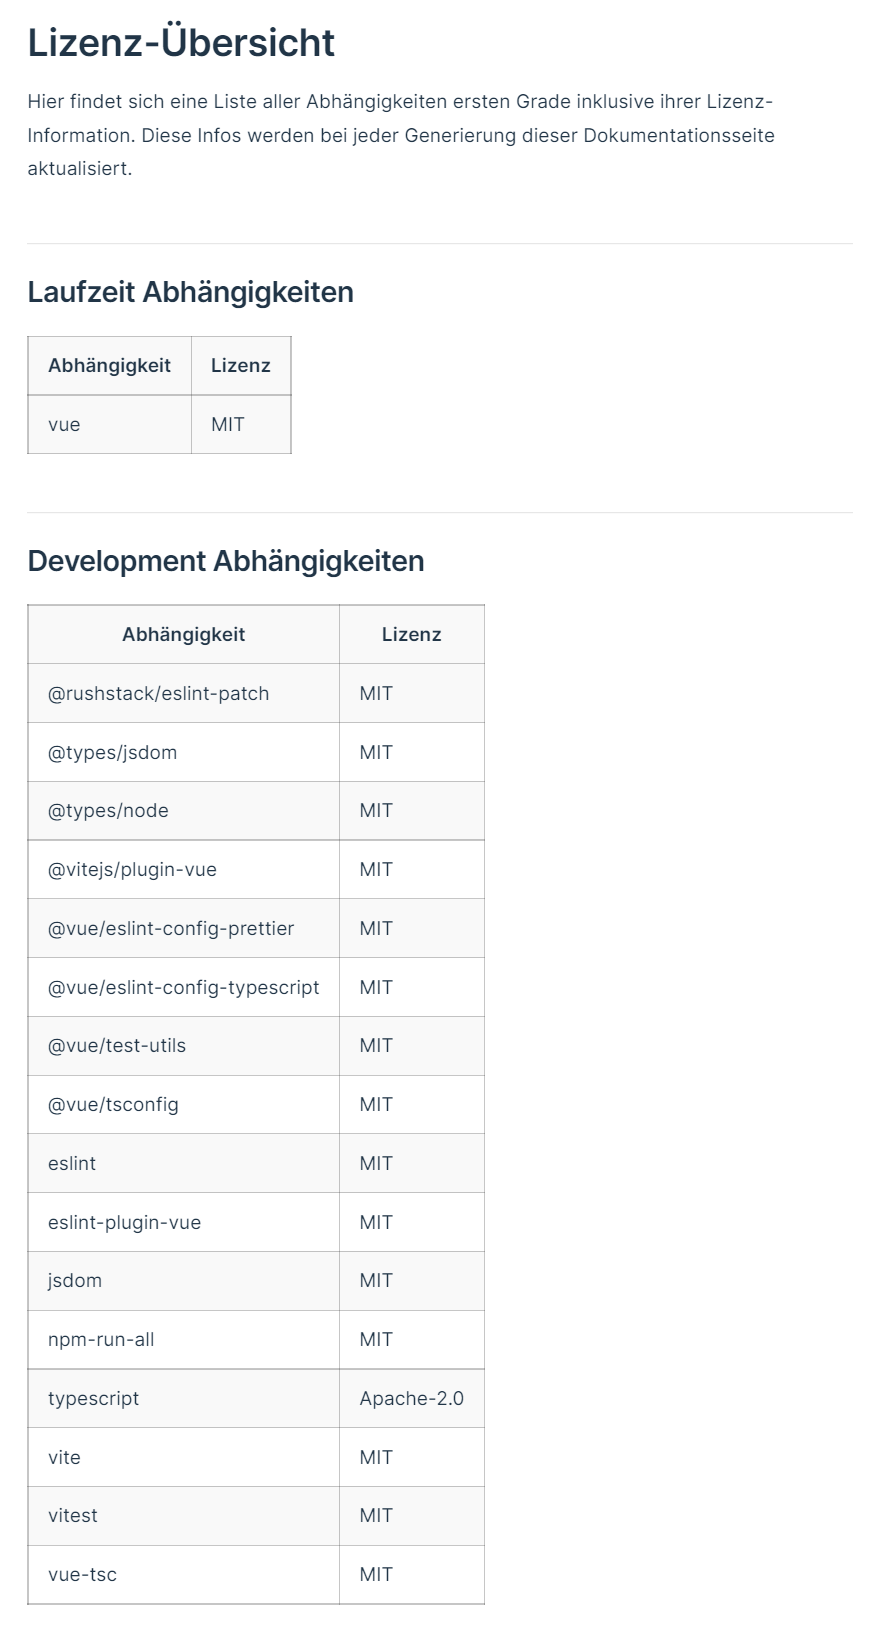 Lizenz-Übersicht
Hier findet sich eine Liste aller Abhängigkeiten ersten Grade inklusive ihrer Lizenz-
Information. Diese Infos werden bei jeder Generierung dieser Dokumentationsseite
aktualisiert.
Laufzeit Abhängigkeiten
Abhängigkeit Lizenz
vue MIT
Development Abhängigkeiten
Abhängigkeit Lizenz
@rushstack/eslint-patch MIT
@types/jsdom MIT
@types/node MIT
@vitejs/plugin-vue MIT
@vue/eslint-config-prettier MIT
@vue/eslint-config-typescript MIT
@vue/test-utils MIT
@vue/tsconfig MIT
eslint MIT
eslint-plugin-vue MIT
jsdom MIT
npm-run-all MIT
typescript Apache-2.0
vite MIT
vitest MIT
vue-tsc MIT